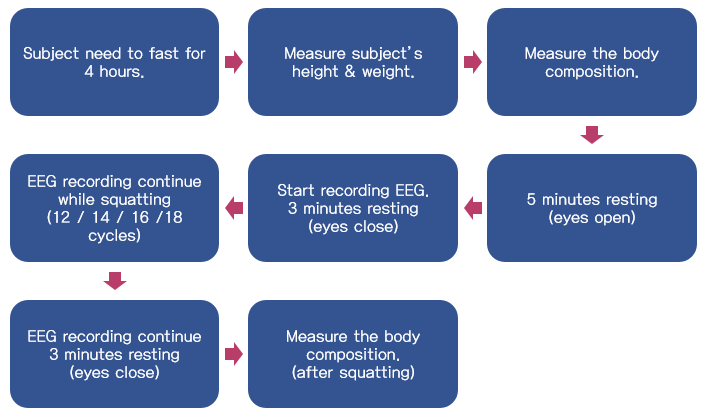 Subject need to fast for
4 hours.
Measure subject's
height & weight.
Measure the body
composition.
5 minutes resting
(eyes open)
Start recording EEG.
3 minutes resting
(eyes close)
EEG recording continue
while squatting
(12 / 14 / 16 /18
cycles)
EEG recording continue
3 minutes resting
(eyes close)
Measure the body
composition.
(after squatting)